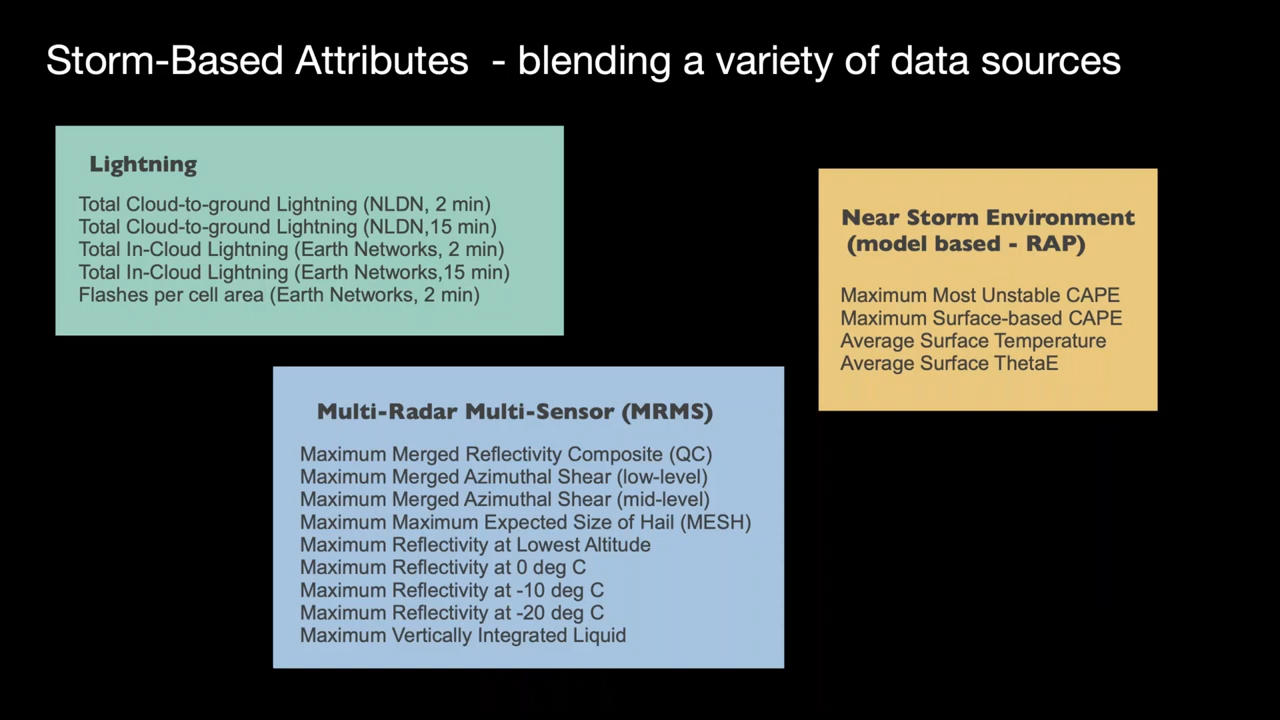 Storm-Based Attributes - blending a variety of data sources
Lightning
Total Cloud-to-ground Lightning (NLDN, 2 min)
Total Cloud-to-ground Lightning (NLDN,15 min)
Total In-Cloud Lightning (Earth Networks, 2 min)
Total In-Cloud Lightning (Earth Networks,15 min)
Flashes per cell area (Earth Networks, 2 min)
Near Storm Environment
(model based - RAP)
Maximum Most Unstable CAPE
Maximum Surface-based CAPE
Average Surface Temperature
Average Surface ThetaE
Multi-Radar Multi-Sensor (MRMS)
Maximum Merged Reflectivity Composite (QC)
Maximum Merged Azimuthal Shear (low-level)
Maximum Merged Azimuthal Shear (mid-level)
Maximum Maximum Expected Size of Hail (MESH)
Maximum Reflectivity at Lowest Altitude
Maximum Reflectivity at 0 deg C
Maximum Reflectivity at -10 deg C
Maximum Reflectivity at -20 deg C
Maximum Vertically Integrated Liquid